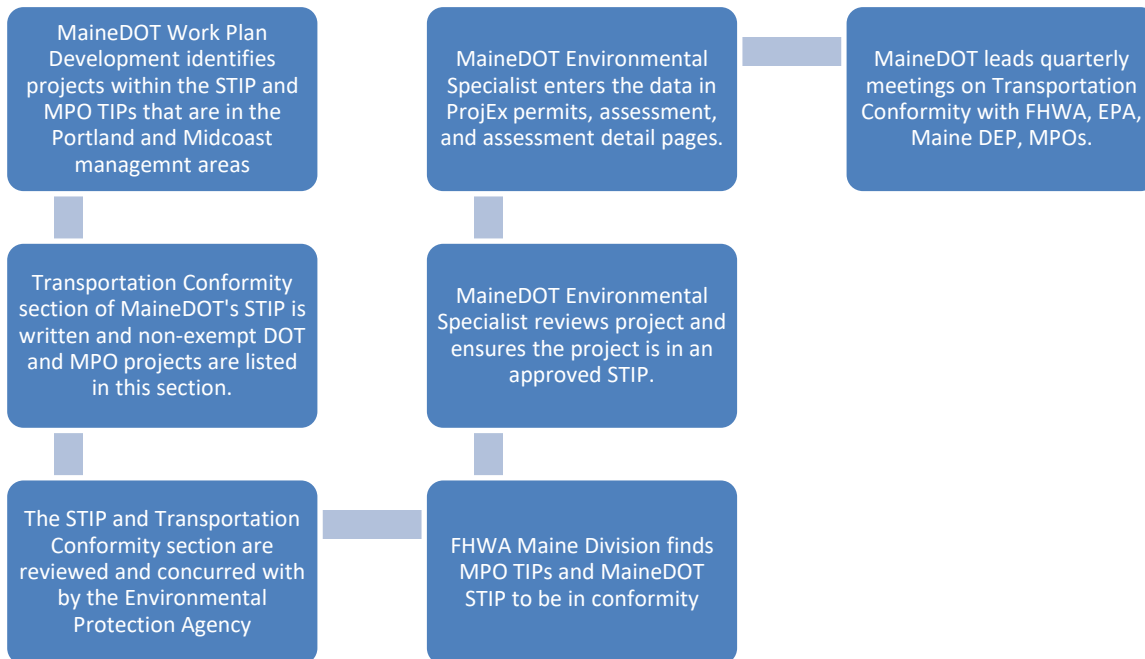 MaineDOT Work Plan
Development identifies
projects within the STIP and
MPO TIPs that are in the
Portland and Midcoast
managemnt areas
Transportation Conformity
section of MaineDOT's STIP is
written and non-exempt DOT
and MPO projects are listed
in this section.
The STIP and Transportation
Conformity section are
reviewed and concurred with
by the Environmental
Protection Agency
FHWA Maine Division finds
MPO TIPs and MaineDOT
STIP to be in conformity
MaineDOT Environmental
Specialist reviews project and
ensures the project is in an
approved STIP.
MaineDOT Environmental
Specialist enters the data in
ProjEx permits, assessment,
and assessment detail pages.
MaineDOT leads quarterly
meetings on Transportation
Conformity with FHWA, EPA,
Maine DEP, MPOs.